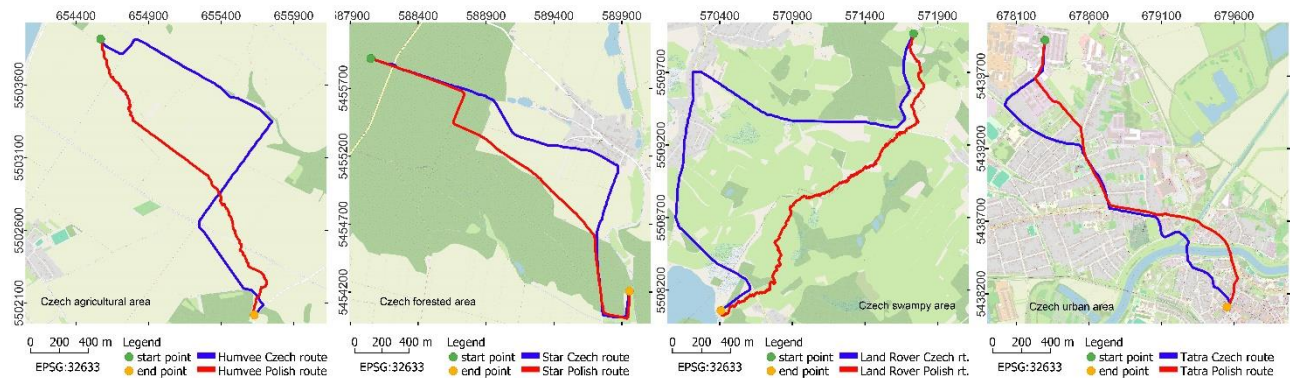 654400 654900 655400 655900
5503600
5503100
5502600
5502100
Czech agricultural area
0 200 400 m
EPSG:32633
Legend
start point
end point
Humvee Czech route
Humvee Polish route
587900 588400 588900 589400 589900
5455700
5455200
5454700
5454200
Czech forested area
0 200 400 m
EPSG:32633
Legend
start point
end point
Star Czech route
Star Polish route
570400 570900 571400 571900
5509700
5509200
5508700
5508200
Czech swampy area
0 200 400 m
EPSG:32633
Legend
start point
end point
Land Rover Czech rt.
Land Rover Polish rt.
678100 678600 679100 679600
5439700
5439200
5438700
5438200
Czech urban area
0 200 400 m
EPSG:32633
Legend
start point
end point
Tatra Czech route
Tatra Polish route